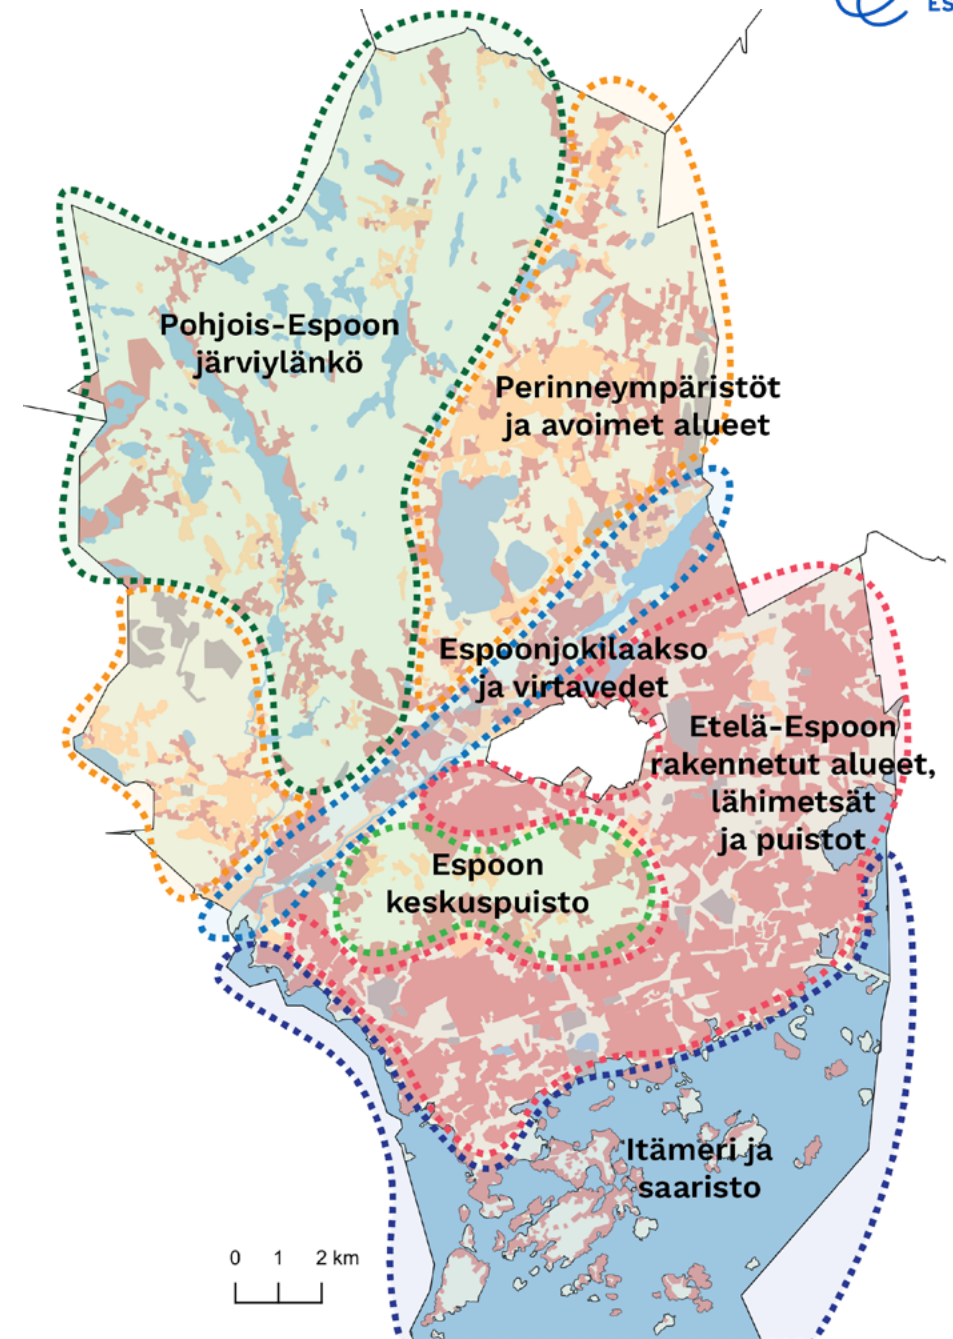 ES
Pohjois-Espoon
järviylänkö
Perinneympäristöt
ja avoimet alueet
Espoonjokilaakso
ja virtavedet
Etelä-Espoon
rakennetut alueet,
lähimetsät
ja puistot
Espoon
keskuspuisto
Itämeri ja
saaristo
0 1 2 km